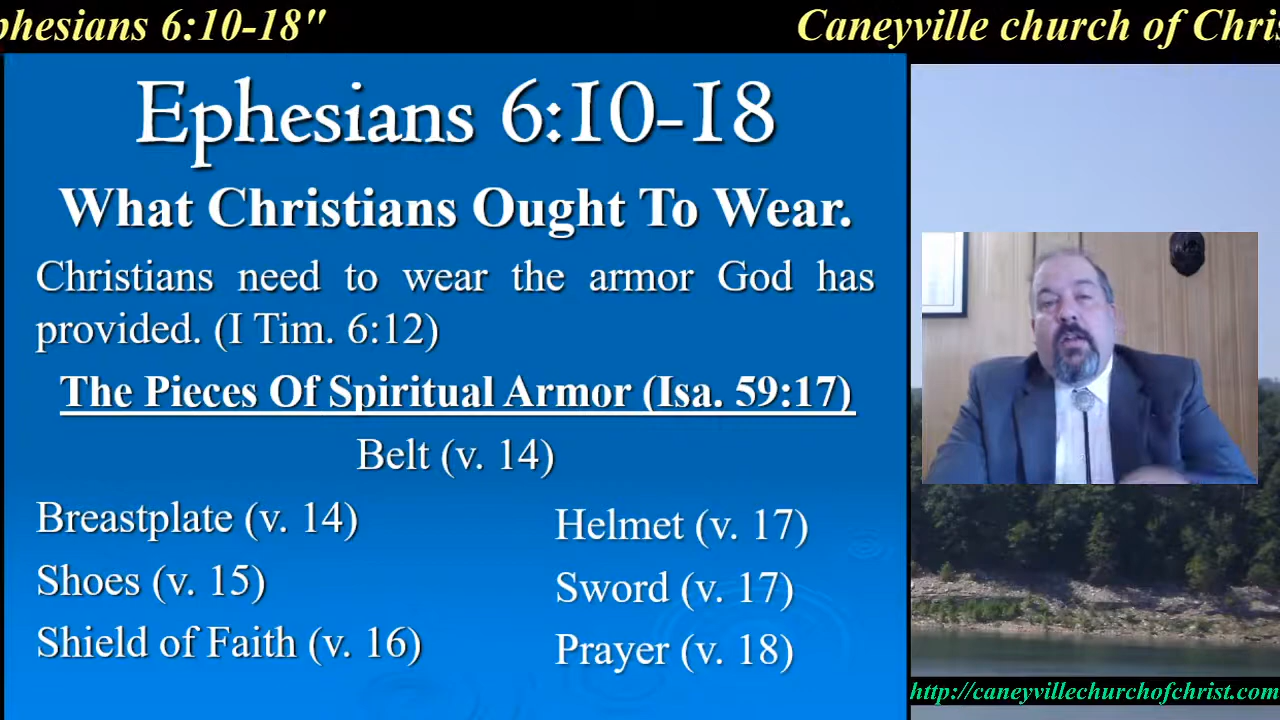 phesians 6:10-18"
Caneyville church of Chris
Ephesians 6:10-18
What Christians Ought To Wear.
Christians need to wear the armor God has
provided. (I Tim. 6:12)
The Pieces Of Spiritual Armor (Isa. 59:17)
Belt (v. 14)
Breastplate (v. 14)
Shoes (v. 15)
Shield of Faith (v. 16)
Helmet (v. 17)
Sword (v. 17)
Prayer (v. 18)
http://caneyvillechurchofchrist.com